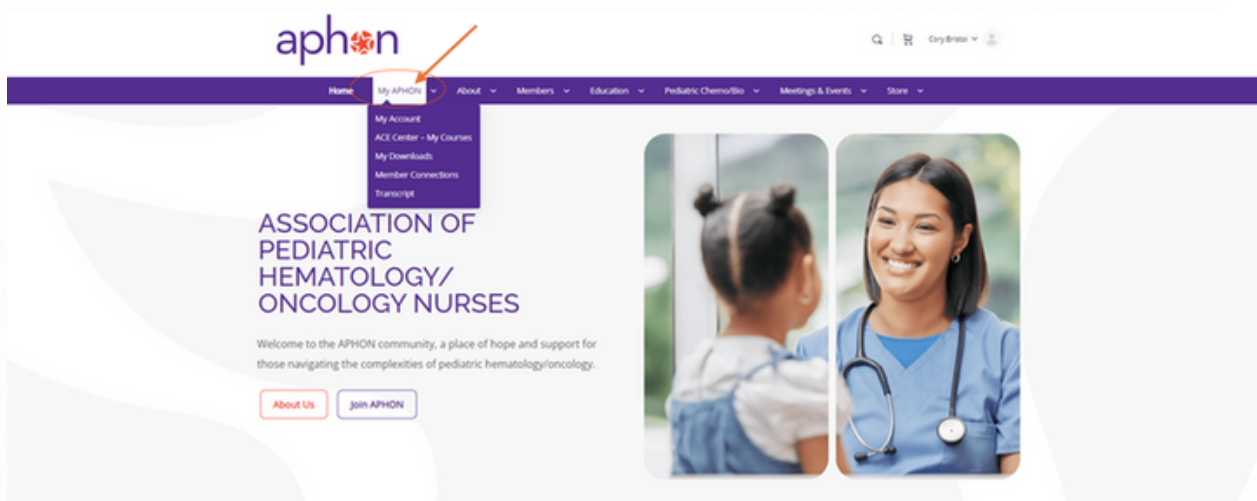 aphon
Cory Bristol
Home My APHON About Members Education Pediatric Chemo/Bio Meetings & Events Store
My Account
ACE Center – My Courses
My Downloads
Member Connections
Transcript
ASSOCIATION OF
PEDIATRIC
HEMATOLOGY/
ONCOLOGY NURSES
Welcome to the APHON community, a place of hope and support for
those navigating the complexities of pediatric hematology/oncology.
About Us Join APHON